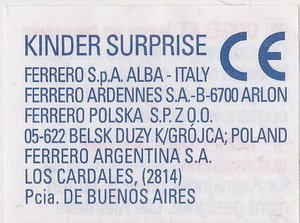 KINDER SURPRISE CE
FERRERO S.p.A. ALBA - ITALY
FERRERO ARDENNES S.A.-B-6700 ARLON
FERRERO POLSKA S.P.Z O.O.
05-622 BELSK DUZY K/GRÓJCA; POLAND
FERRERO ARGENTINA S.A.
LOS CARDALES, (2814)
Pcia. DE BUENOS AIRES